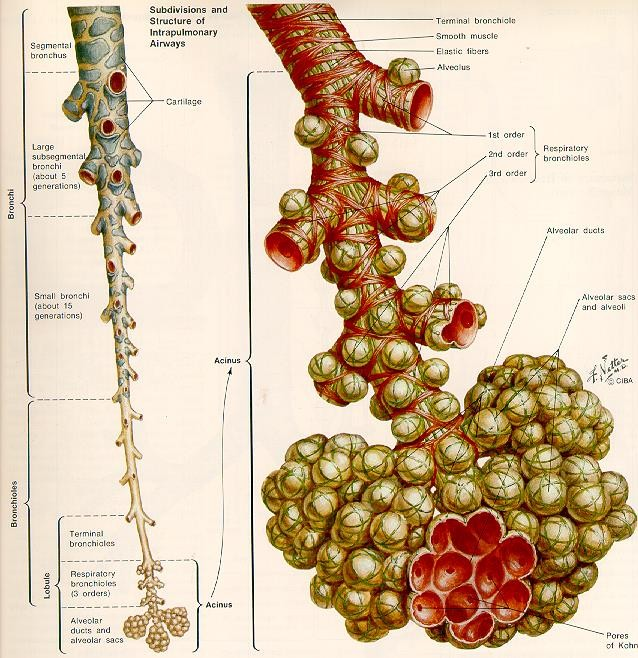 Subdivisions and
Structure of
Intrapulmonary
Airways
Segmental
bronchus
Cartilage
Large
subsegmental
bronchi
(about 5
generations)
Bronchi
Small bronchi
(about 15
generations)
Bronchioles
Terminal
bronchioles
Lobule
Respiratory
bronchioles
(3 orders)
Acinus
Alveolar
ducts and
alveolar sacs
Acinus
Terminal bronchiole
Smooth muscle
Elastic fibers
Alveolus
1st order
2nd order
3rd order
Respiratory
bronchioles
Alveolar ducts
Alveolar sacs
and alveoli
F. Netter
M.D.
© CIBA
Pores
of Kohn